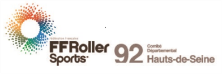 FFRoller
Sports
92
Comité
Départemental
Hauts-de-Seine